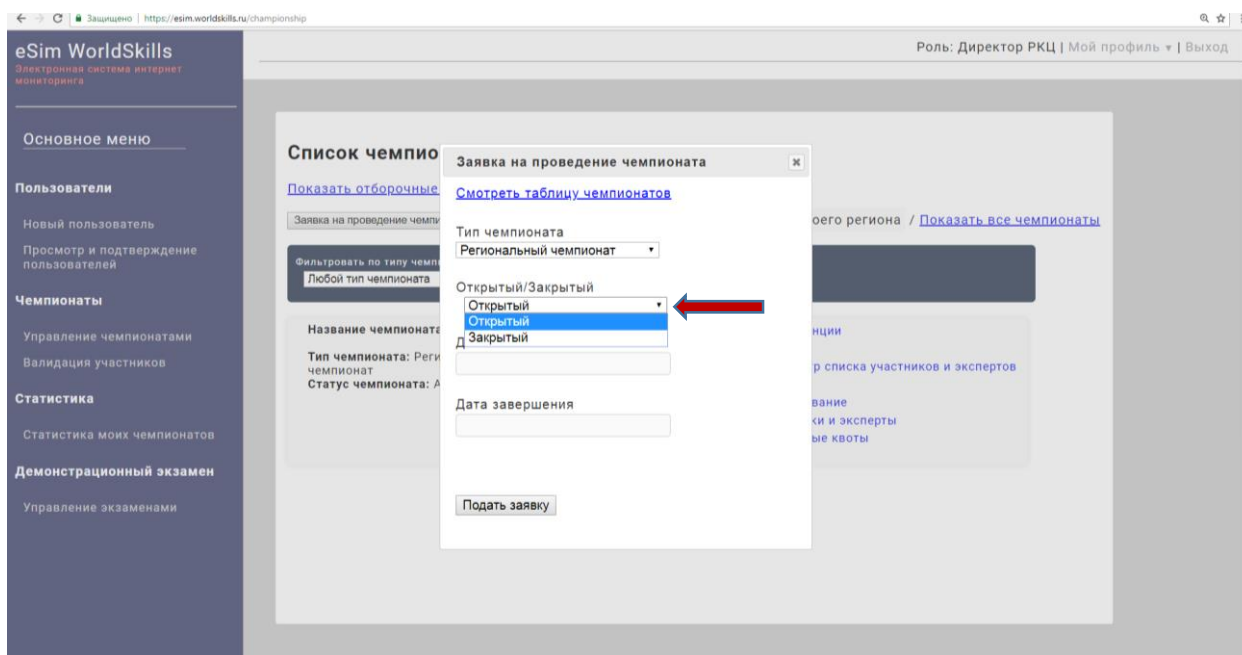 Защищено | https://esim.worldskills.ru/championship
eSim WorldSkills
Электронная система интернет
мониторинга
Роль: Директор РКЦ | Мой профиль ▾ | Выход
Основное меню
Пользователи
Новый пользователь
Просмотр и подтверждение
пользователей
Чемпионаты
Управление чемпионатами
Валидация участников
Статистика
Статистика моих чемпионатов
Демонстрационный экзамен
Управление экзаменами
Список чемпио
Показать отборочные
Заявка на проведение чемпи
оего региона / Показать все чемпионаты
Фильтровать по типу чемп
Любой тип чемпионата
Название чемпионата
Тип чемпионата: Реги
чемпионат
Статус чемпионата: А
нции
р списка участников и экспертов
вание
ки и эксперты
ые квоты
Заявка на проведение чемпионата
Смотреть таблицу чемпионатов
Тип чемпионата
Региональный чемпионат
Открытый/Закрытый
Открытый
Открытый
Закрытый
Д
Дата завершения
Подать заявку